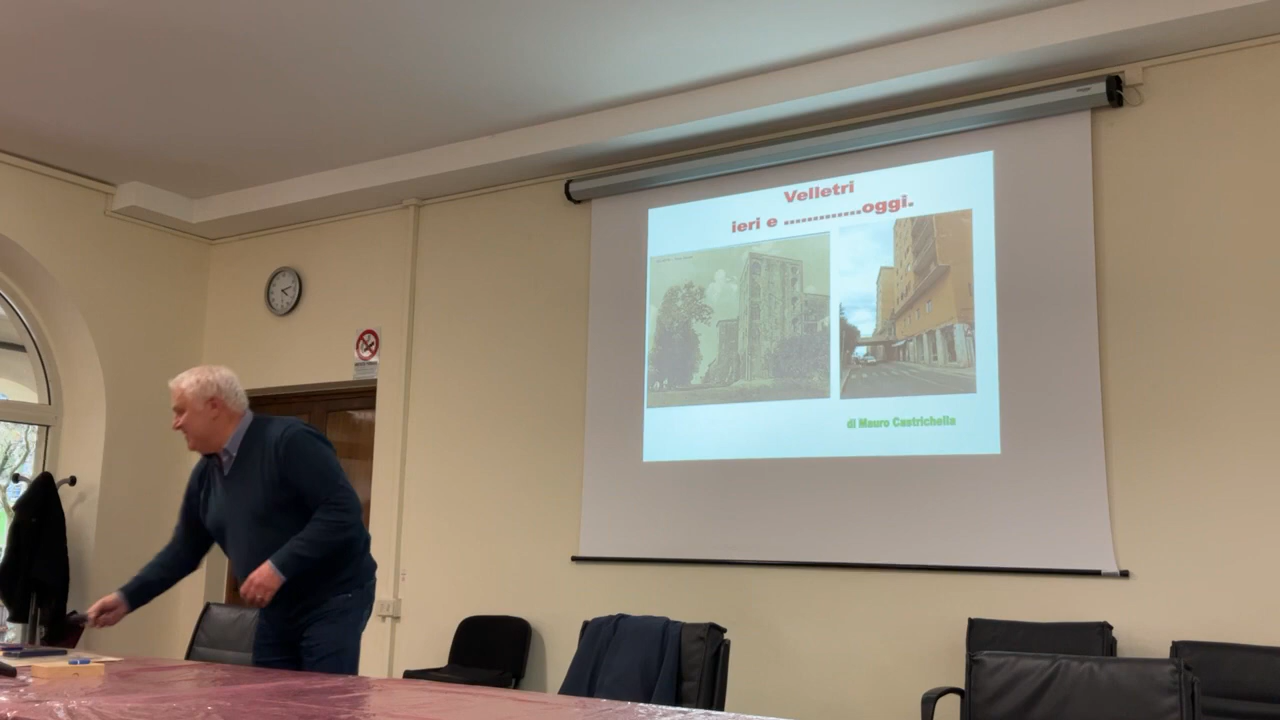 Velletri
ieri e .............oggi.
di Mauro Castrichella